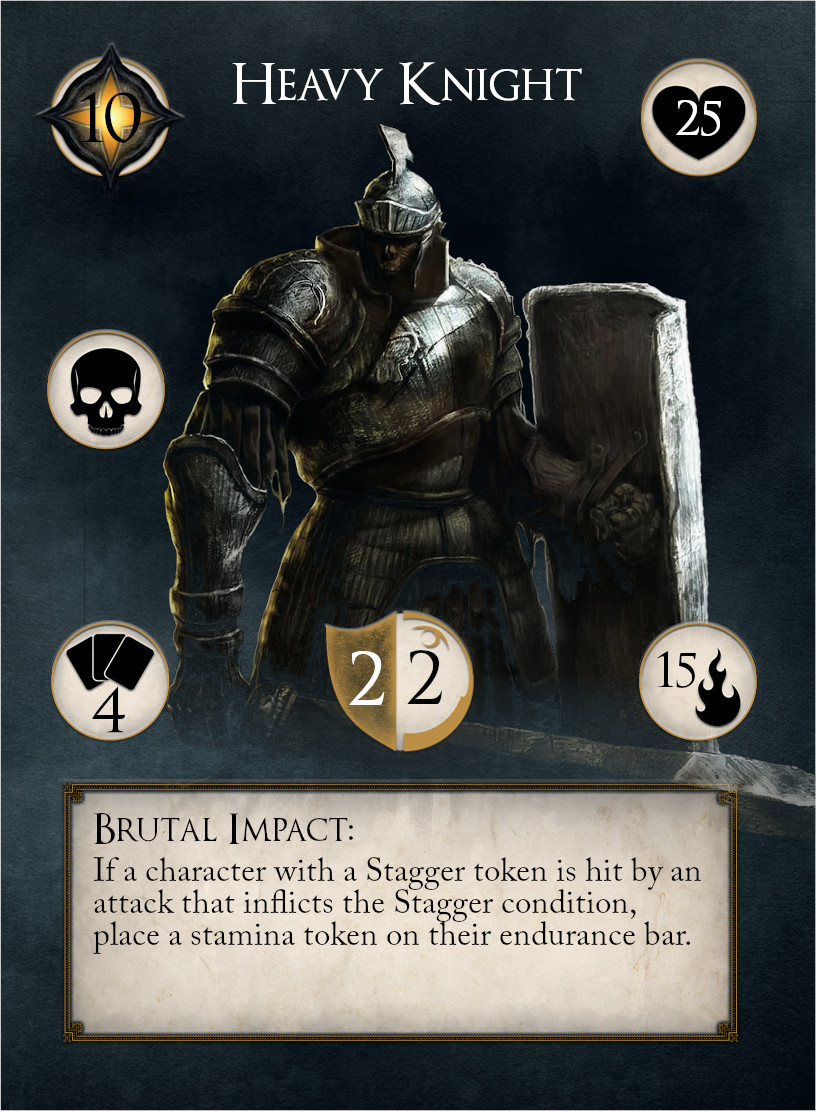 10
HEAVY KNIGHT
25
4
2 2
15
BRUTAL IMPACT:
If a character with a Stagger token is hit by an
attack that inflicts the Stagger condition,
place a stamina token on their endurance bar.